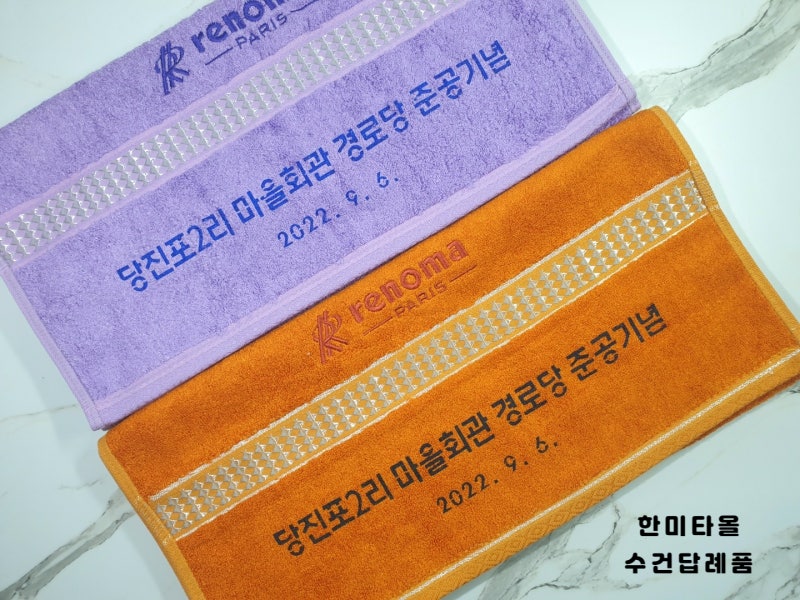 renoma
PARIS
당진포2리 마을회관 경로당 준공기념
2022. 9. 6.
renoma
PARIS
당진포2리 마을회관 경로당 준공기념
2022. 9. 6.
한미타올
수건답례품